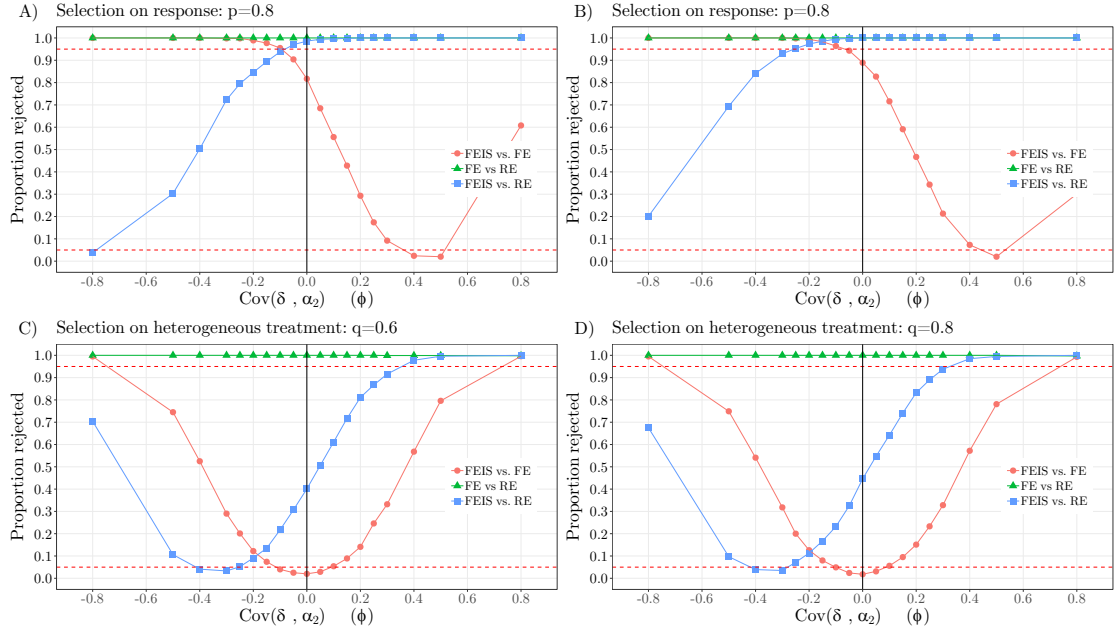 A) Selection on response: p=0.8
Proportion rejected
1.0
0.9
0.8
0.7
0.6
0.5
0.4
0.3
0.2
0.1
0.0
FEIS vs. FE
FE vs RE
FEIS vs. RE
-0.8 -0.6 -0.4 -0.2 0.0 0.2 0.4 0.6 0.8
Cov(δ , α₂) (ϕ)
B) Selection on response: p=0.8
Proportion rejected
1.0
0.9
0.8
0.7
0.6
0.5
0.4
0.3
0.2
0.1
0.0
FEIS vs. FE
FE vs RE
FEIS vs. RE
-0.8 -0.6 -0.4 -0.2 0.0 0.2 0.4 0.6 0.8
Cov(δ , α₂) (ϕ)
C) Selection on heterogeneous treatment: q=0.6
Proportion rejected
1.0
0.9
0.8
0.7
0.6
0.5
0.4
0.3
0.2
0.1
0.0
FEIS vs. FE
FE vs RE
FEIS vs. RE
-0.8 -0.6 -0.4 -0.2 0.0 0.2 0.4 0.6 0.8
Cov(δ , α₂) (ϕ)
D) Selection on heterogeneous treatment: q=0.8
Proportion rejected
1.0
0.9
0.8
0.7
0.6
0.5
0.4
0.3
0.2
0.1
0.0
FEIS vs. FE
FE vs RE
FEIS vs. RE
-0.8 -0.6 -0.4 -0.2 0.0 0.2 0.4 0.6 0.8
Cov(δ , α₂) (ϕ)